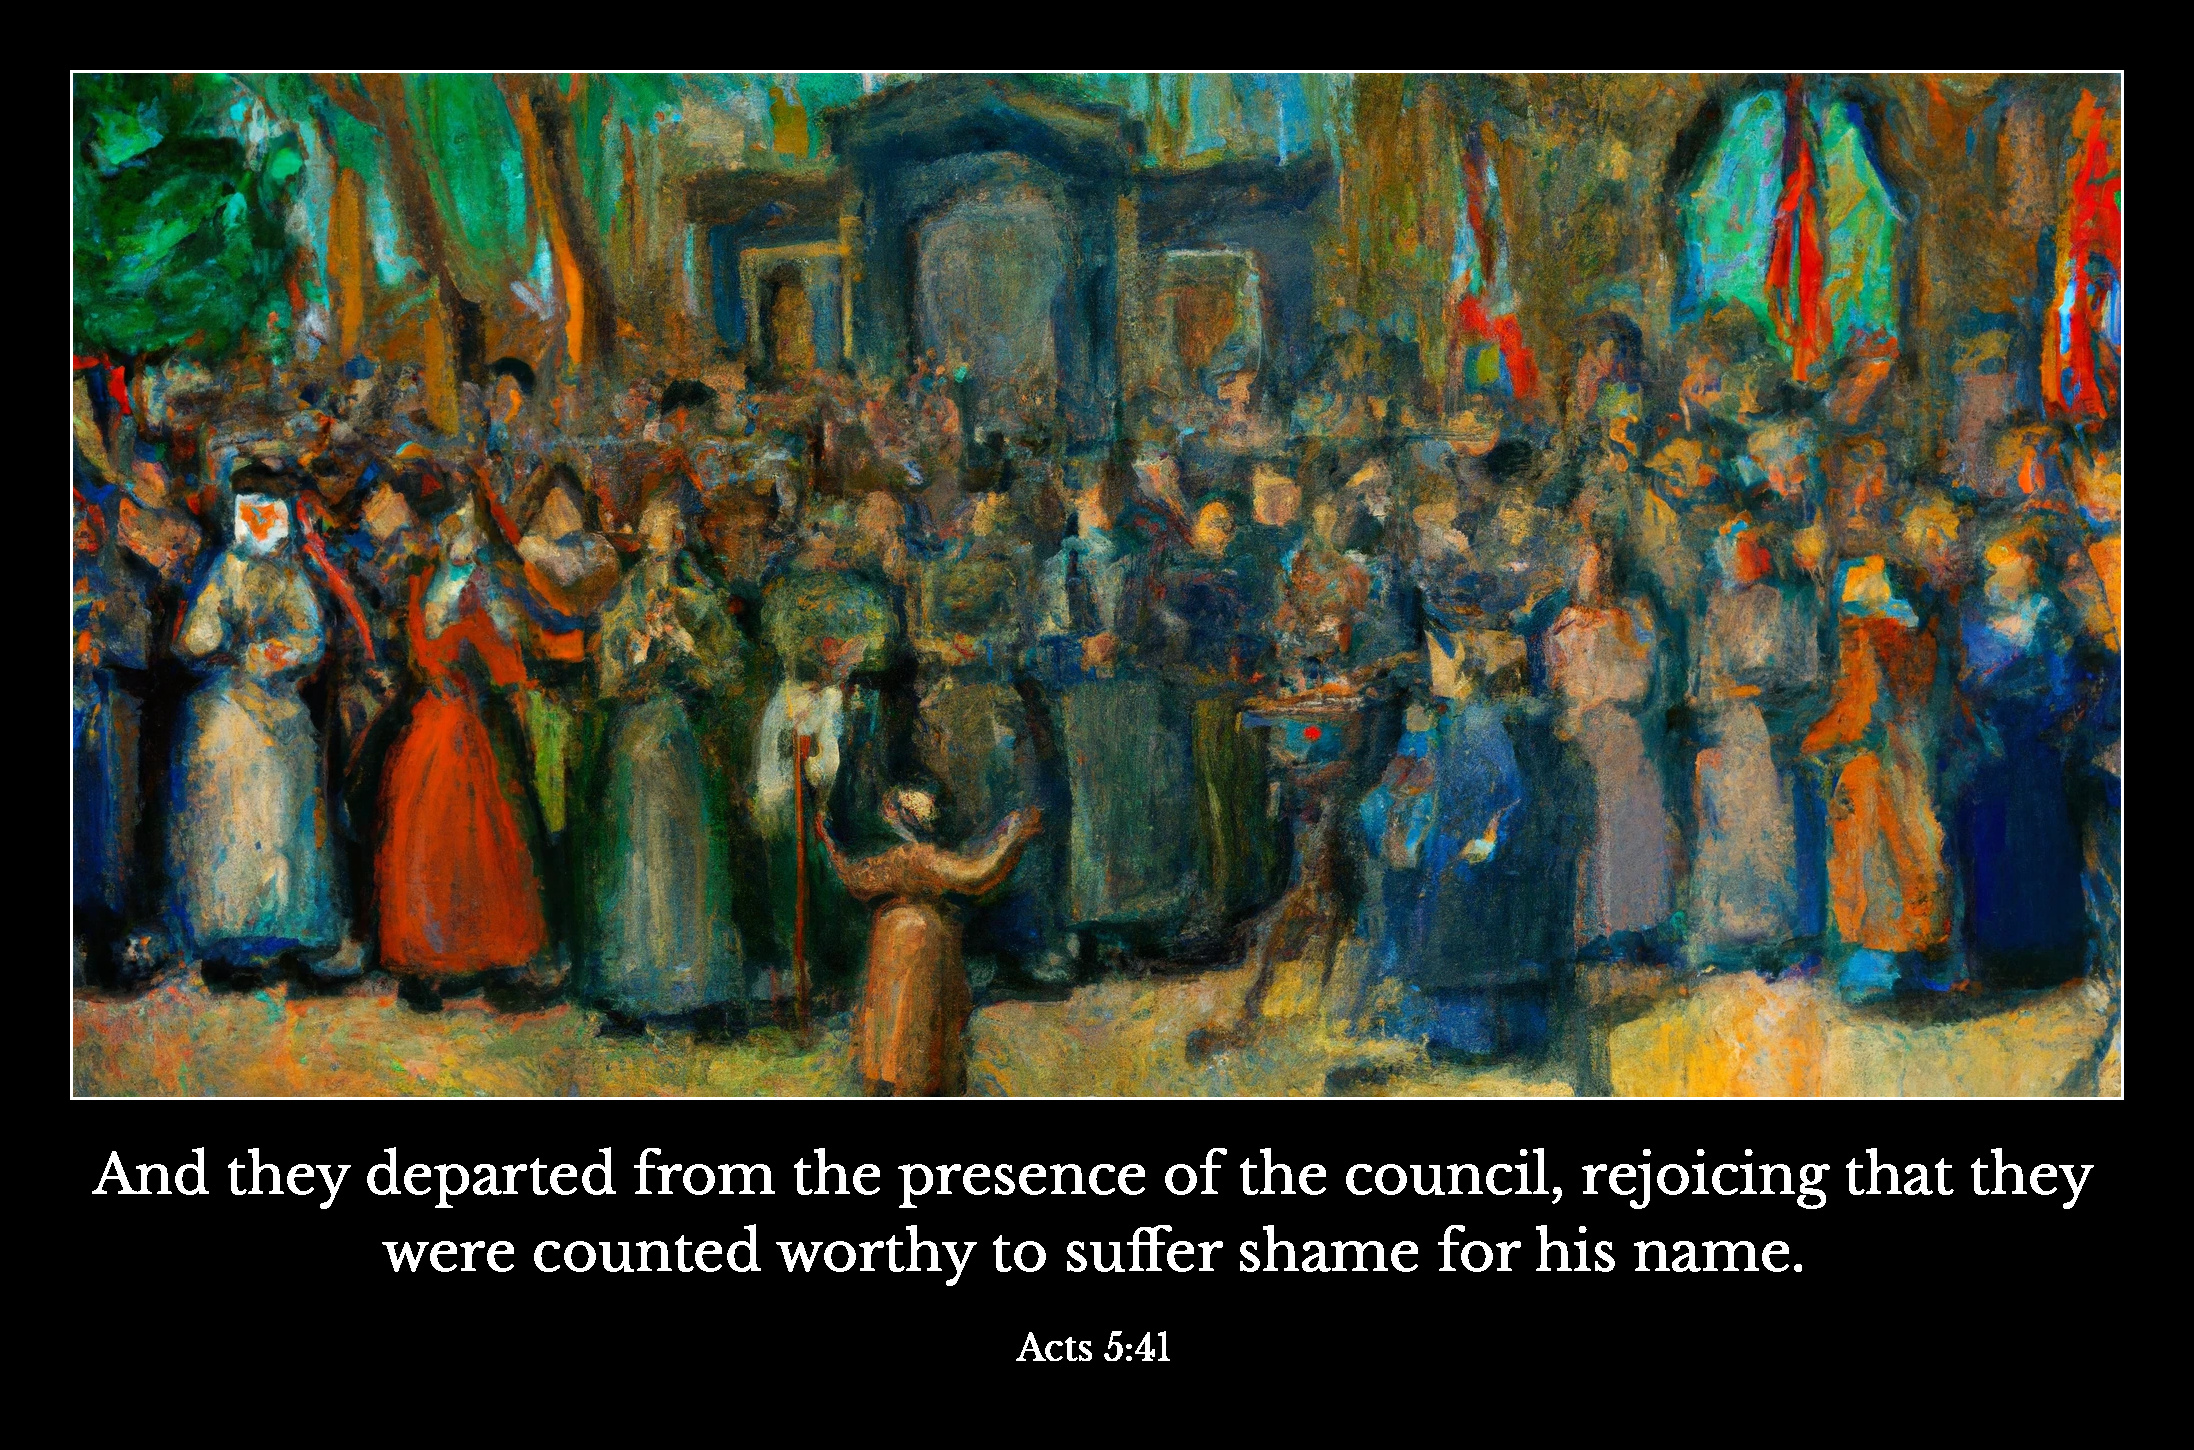 And they departed from the presence of the council, rejoicing that they
were counted worthy to suffer shame for his name.
Acts 5:41